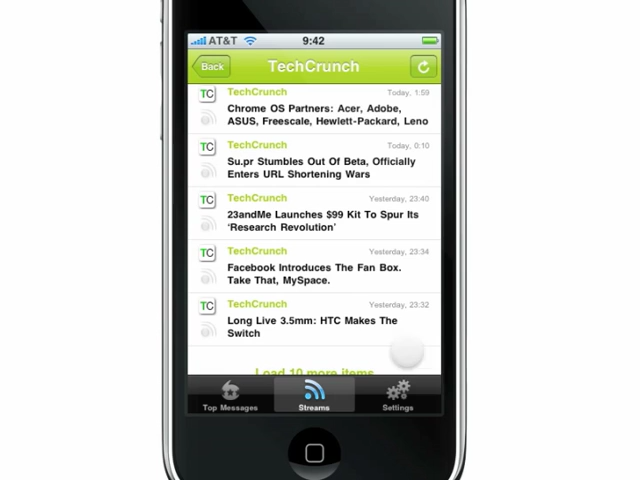 AT&T
9:42
Back
TechCrunch
TC
TechCrunch
Today, 1:59
Chrome OS Partners: Acer, Adobe,
ASUS, Freescale, Hewlett-Packard, Leno
TC
TechCrunch
Today, 0:10
Su.pr Stumbles Out Of Beta, Officially
Enters URL Shortening Wars
TC
TechCrunch
Yesterday, 23:40
23andMe Launches $99 Kit To Spur Its
‘Research Revolution’
TC
TechCrunch
Yesterday, 23:34
Facebook Introduces The Fan Box.
Take That, MySpace.
TC
TechCrunch
Yesterday, 23:32
Long Live 3.5mm: HTC Makes The
Switch
Load 10 more items
Top Messages
Streams
Settings